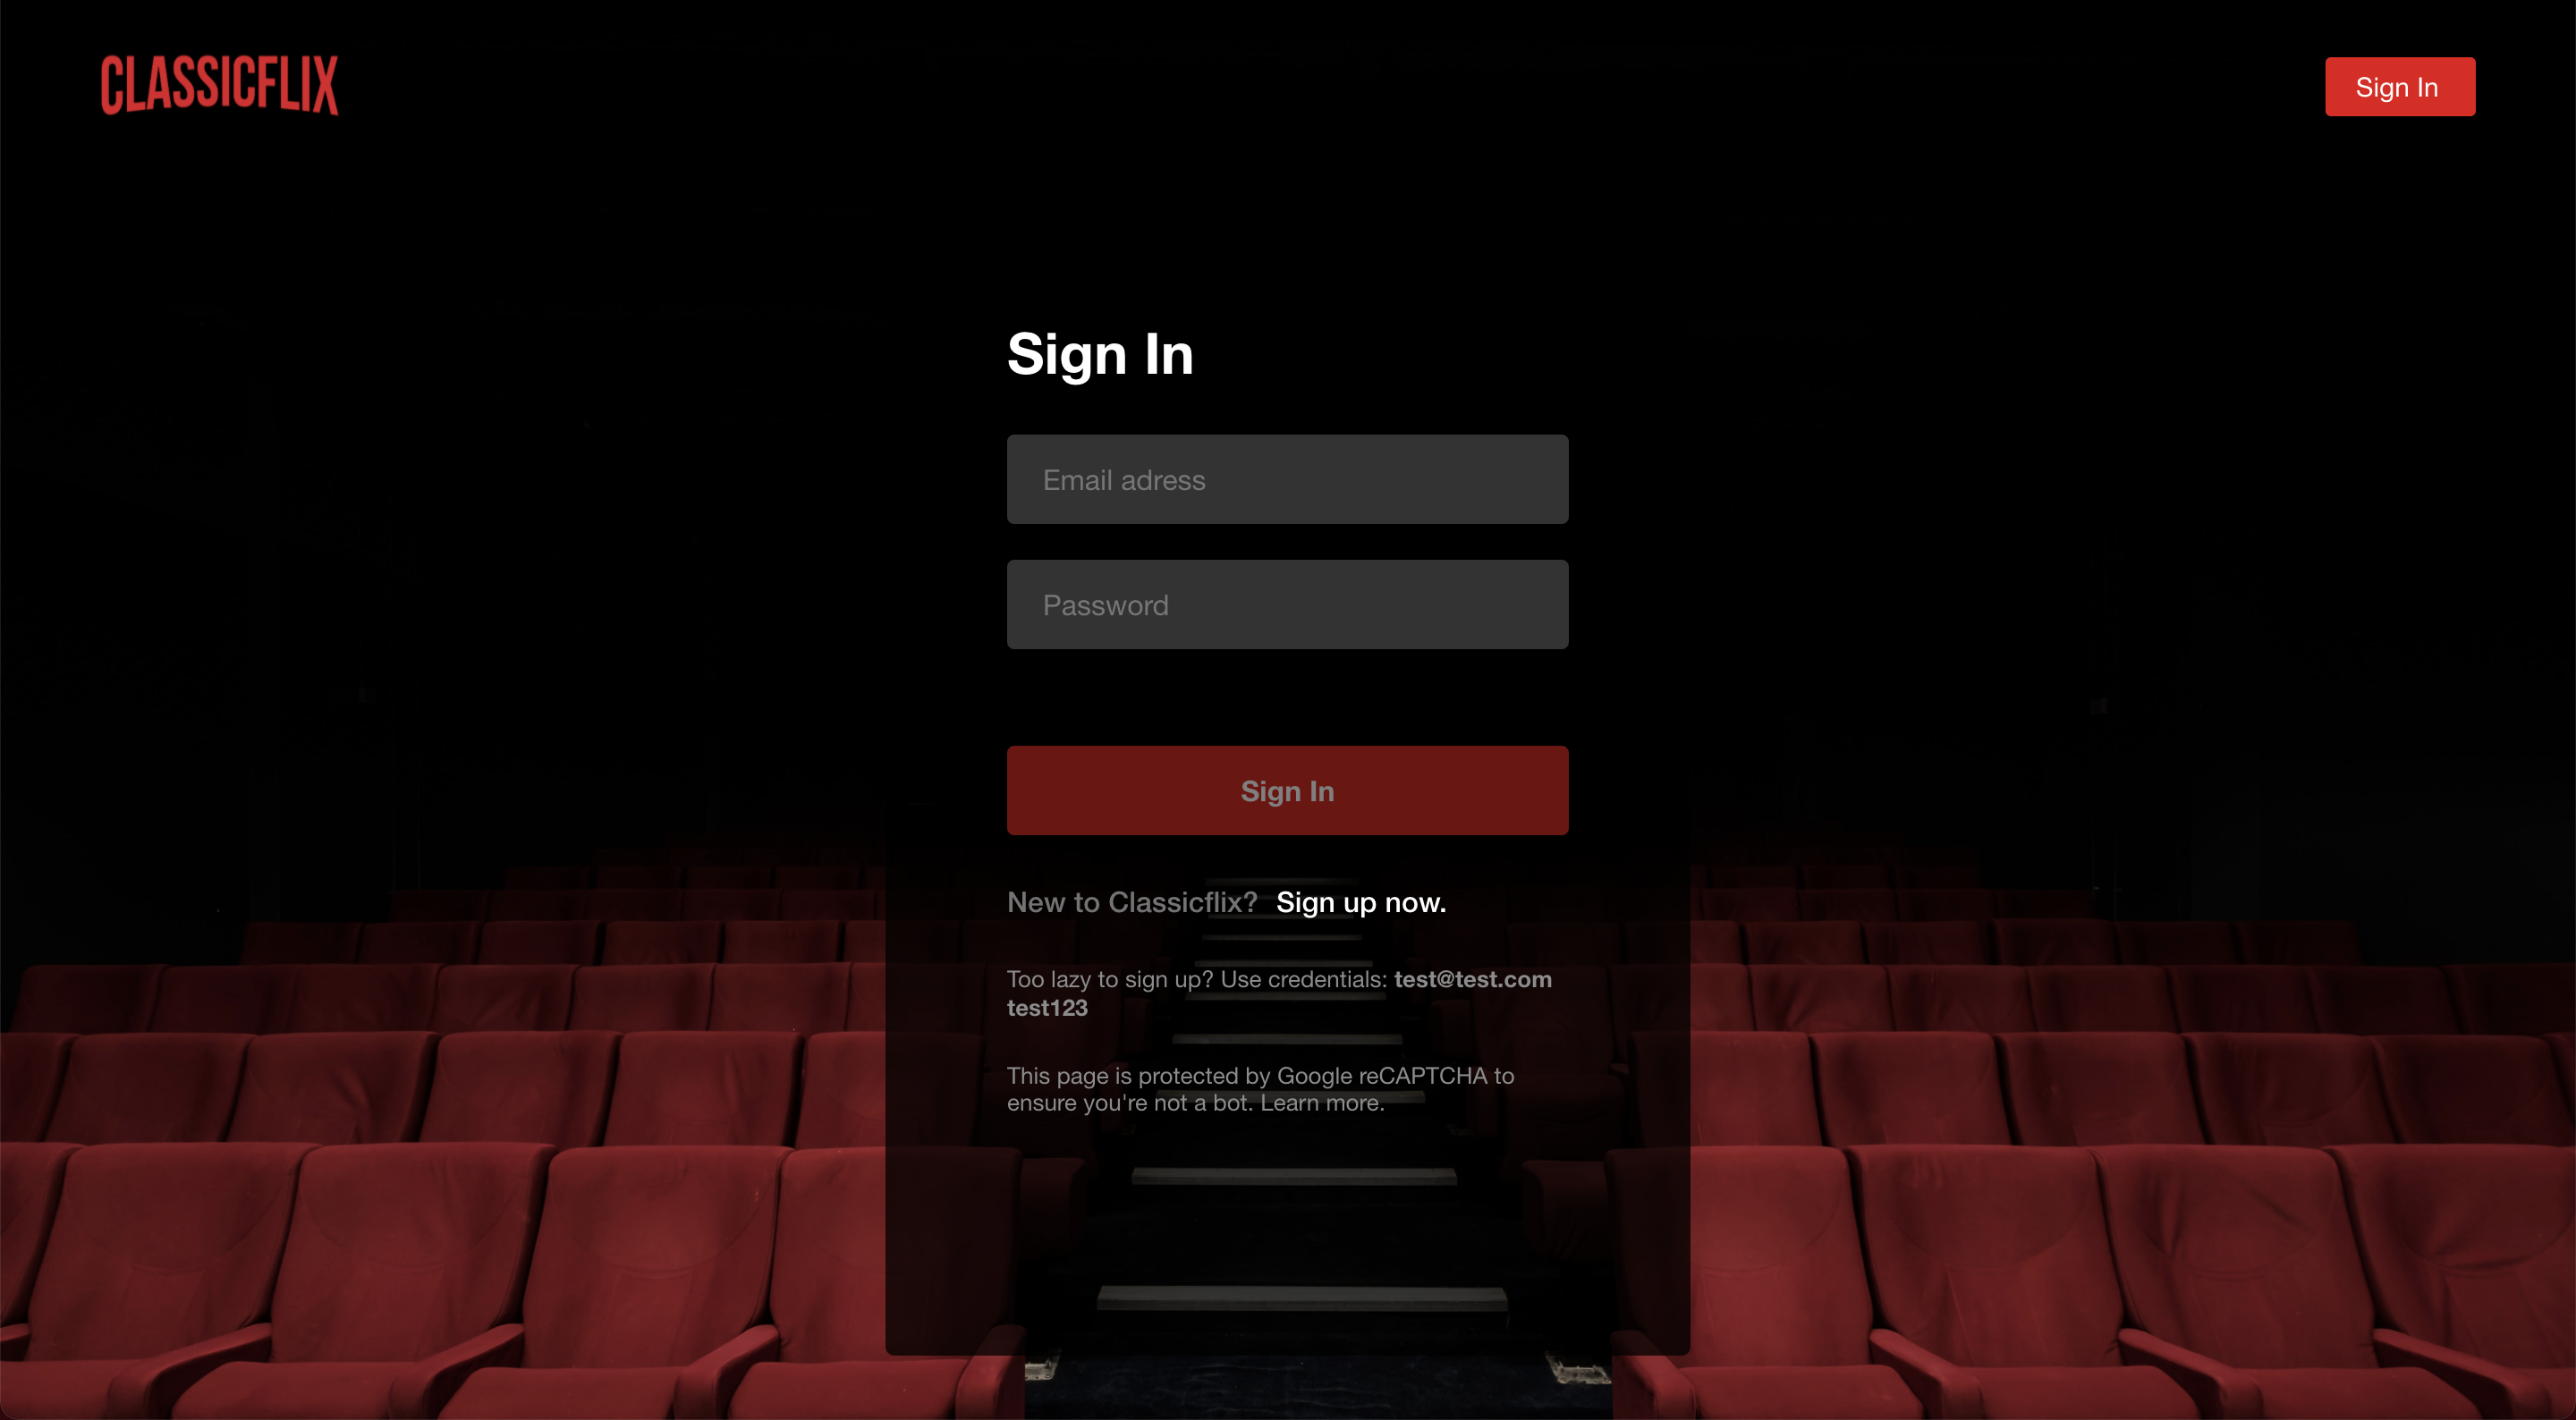 CLASSICFLIX
Sign In
Sign In
Email adress
Password
Sign In
New to Classicflix? Sign up now.
Too lazy to sign up? Use credentials: test@test.com
test123
This page is protected by Google reCAPTCHA to
ensure you're not a bot. Learn more.